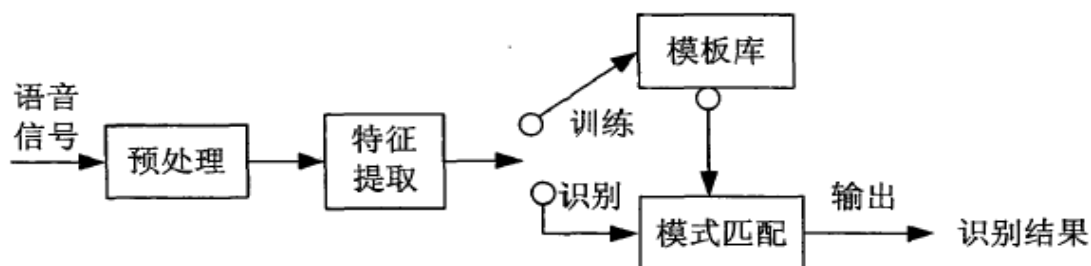 语音
信号
预处理
特征
提取
训练
模板库
识别
模式匹配
输出
识别结果